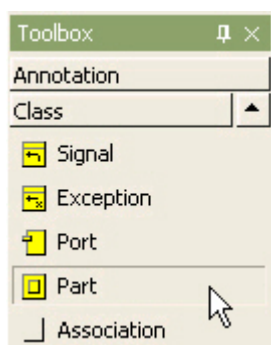 Toolbox
Annotation
Class
Signal
Exception
Port
Part
Association